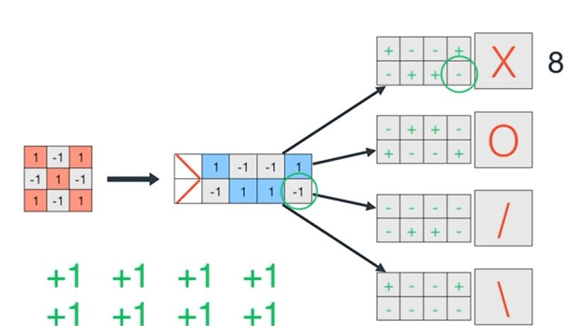 1 -1 1
-1 1 -1
1 -1 1
1 -1 -1 1
-1 1 1 -1
+ - - +
- + + -
X
8
- + + -
+ - - +
O
- - - -
- + + -
/
+ - - +
- - - -
\
+1 +1 +1 +1
+1 +1 +1 +1